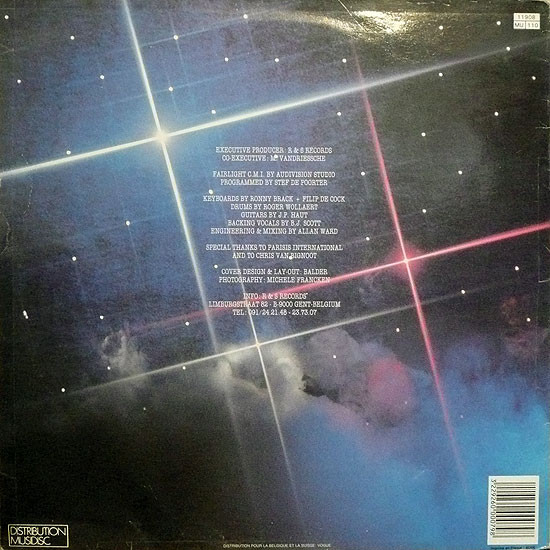 11908
MU 110
EXECUTIVE PRODUCER: R & S RECORDS
CO-EXECUTIVE: M. VANDRIESSCHE
FAIRLIGHT C.M.I. BY AUDIVISION STUDIO
PROGRAMMED BY STEF DE POORTER
KEYBOARDS BY RONNY BRACK + PILIP DE COCK
DRUMS BY ROGER WOLLAERT
GUITARS BY J.P. HAUT
BACKING VOCALS BY B.J. SCOTT
ENGINEERING & MIXING BY ALLAN WARD
SPECIAL THANKS TO PARISIS INTERNATIONAL
AND TO CHRIS VAN SIGNOOT
COVER DESIGN & LAY-OUT: BALDER
PHOTOGRAPHY: MICHELE FRANCKEN
INFO: R & S RECORDS
LIMBURGSTRAAT 82 - B-9000 GENT-BELGIUM
TEL: 091/24.21.48 - 23.73.07
3229260100798
DISTRIBUTION
MUSIDISC
DISTRIBUTION POUR LA BELGIQUE ET LA SUISSE: VOGUE